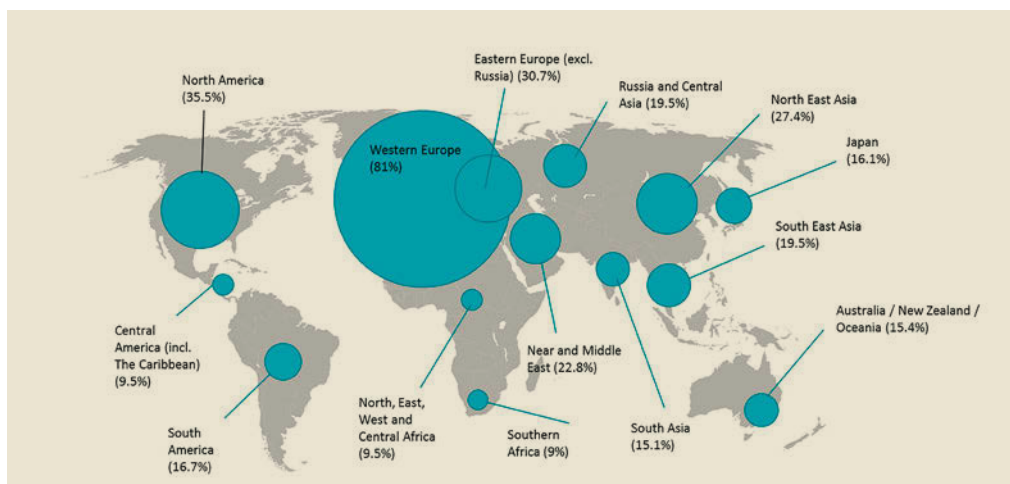 North America
(35.5%)
Eastern Europe (excl.
Russia) (30.7%)
Russia and Central
Asia (19.5%)
North East Asia
(27.4%)
Japan
(16.1%)
Western Europe
(81%)
South East Asia
(19.5%)
Central
America (incl.
The Caribbean)
(9.5%)
South
America
(16.7%)
North, East,
West and
Central Africa
(9.5%)
Southern
Africa (9%)
Near and Middle
East (22.8%)
South Asia
(15.1%)
Australia / New Zealand /
Oceania (15.4%)